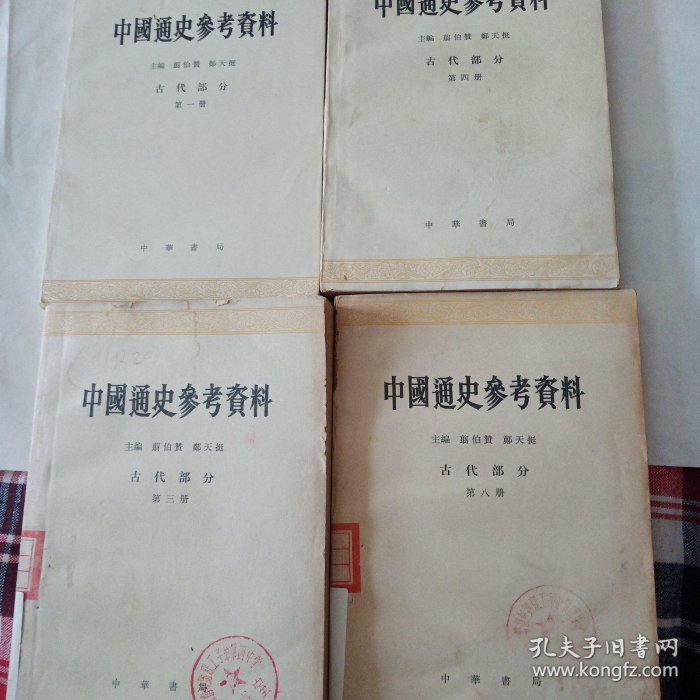 中國通史參考資料
主編 翦伯贊 鄭天挺
古代部分
第一册
中華書局
中國通史參考資料
主編 翦伯贊 鄭天挺
古代部分
第四册
中華書局
中國通史參考資料
主編 翦伯贊 鄭天挺
古代部分
第三册
中華書局
中國通史參考資料
主編 翦伯贊 鄭天挺
古代部分
第八册
中華書局
孔夫子旧书网
www.kongfz.com